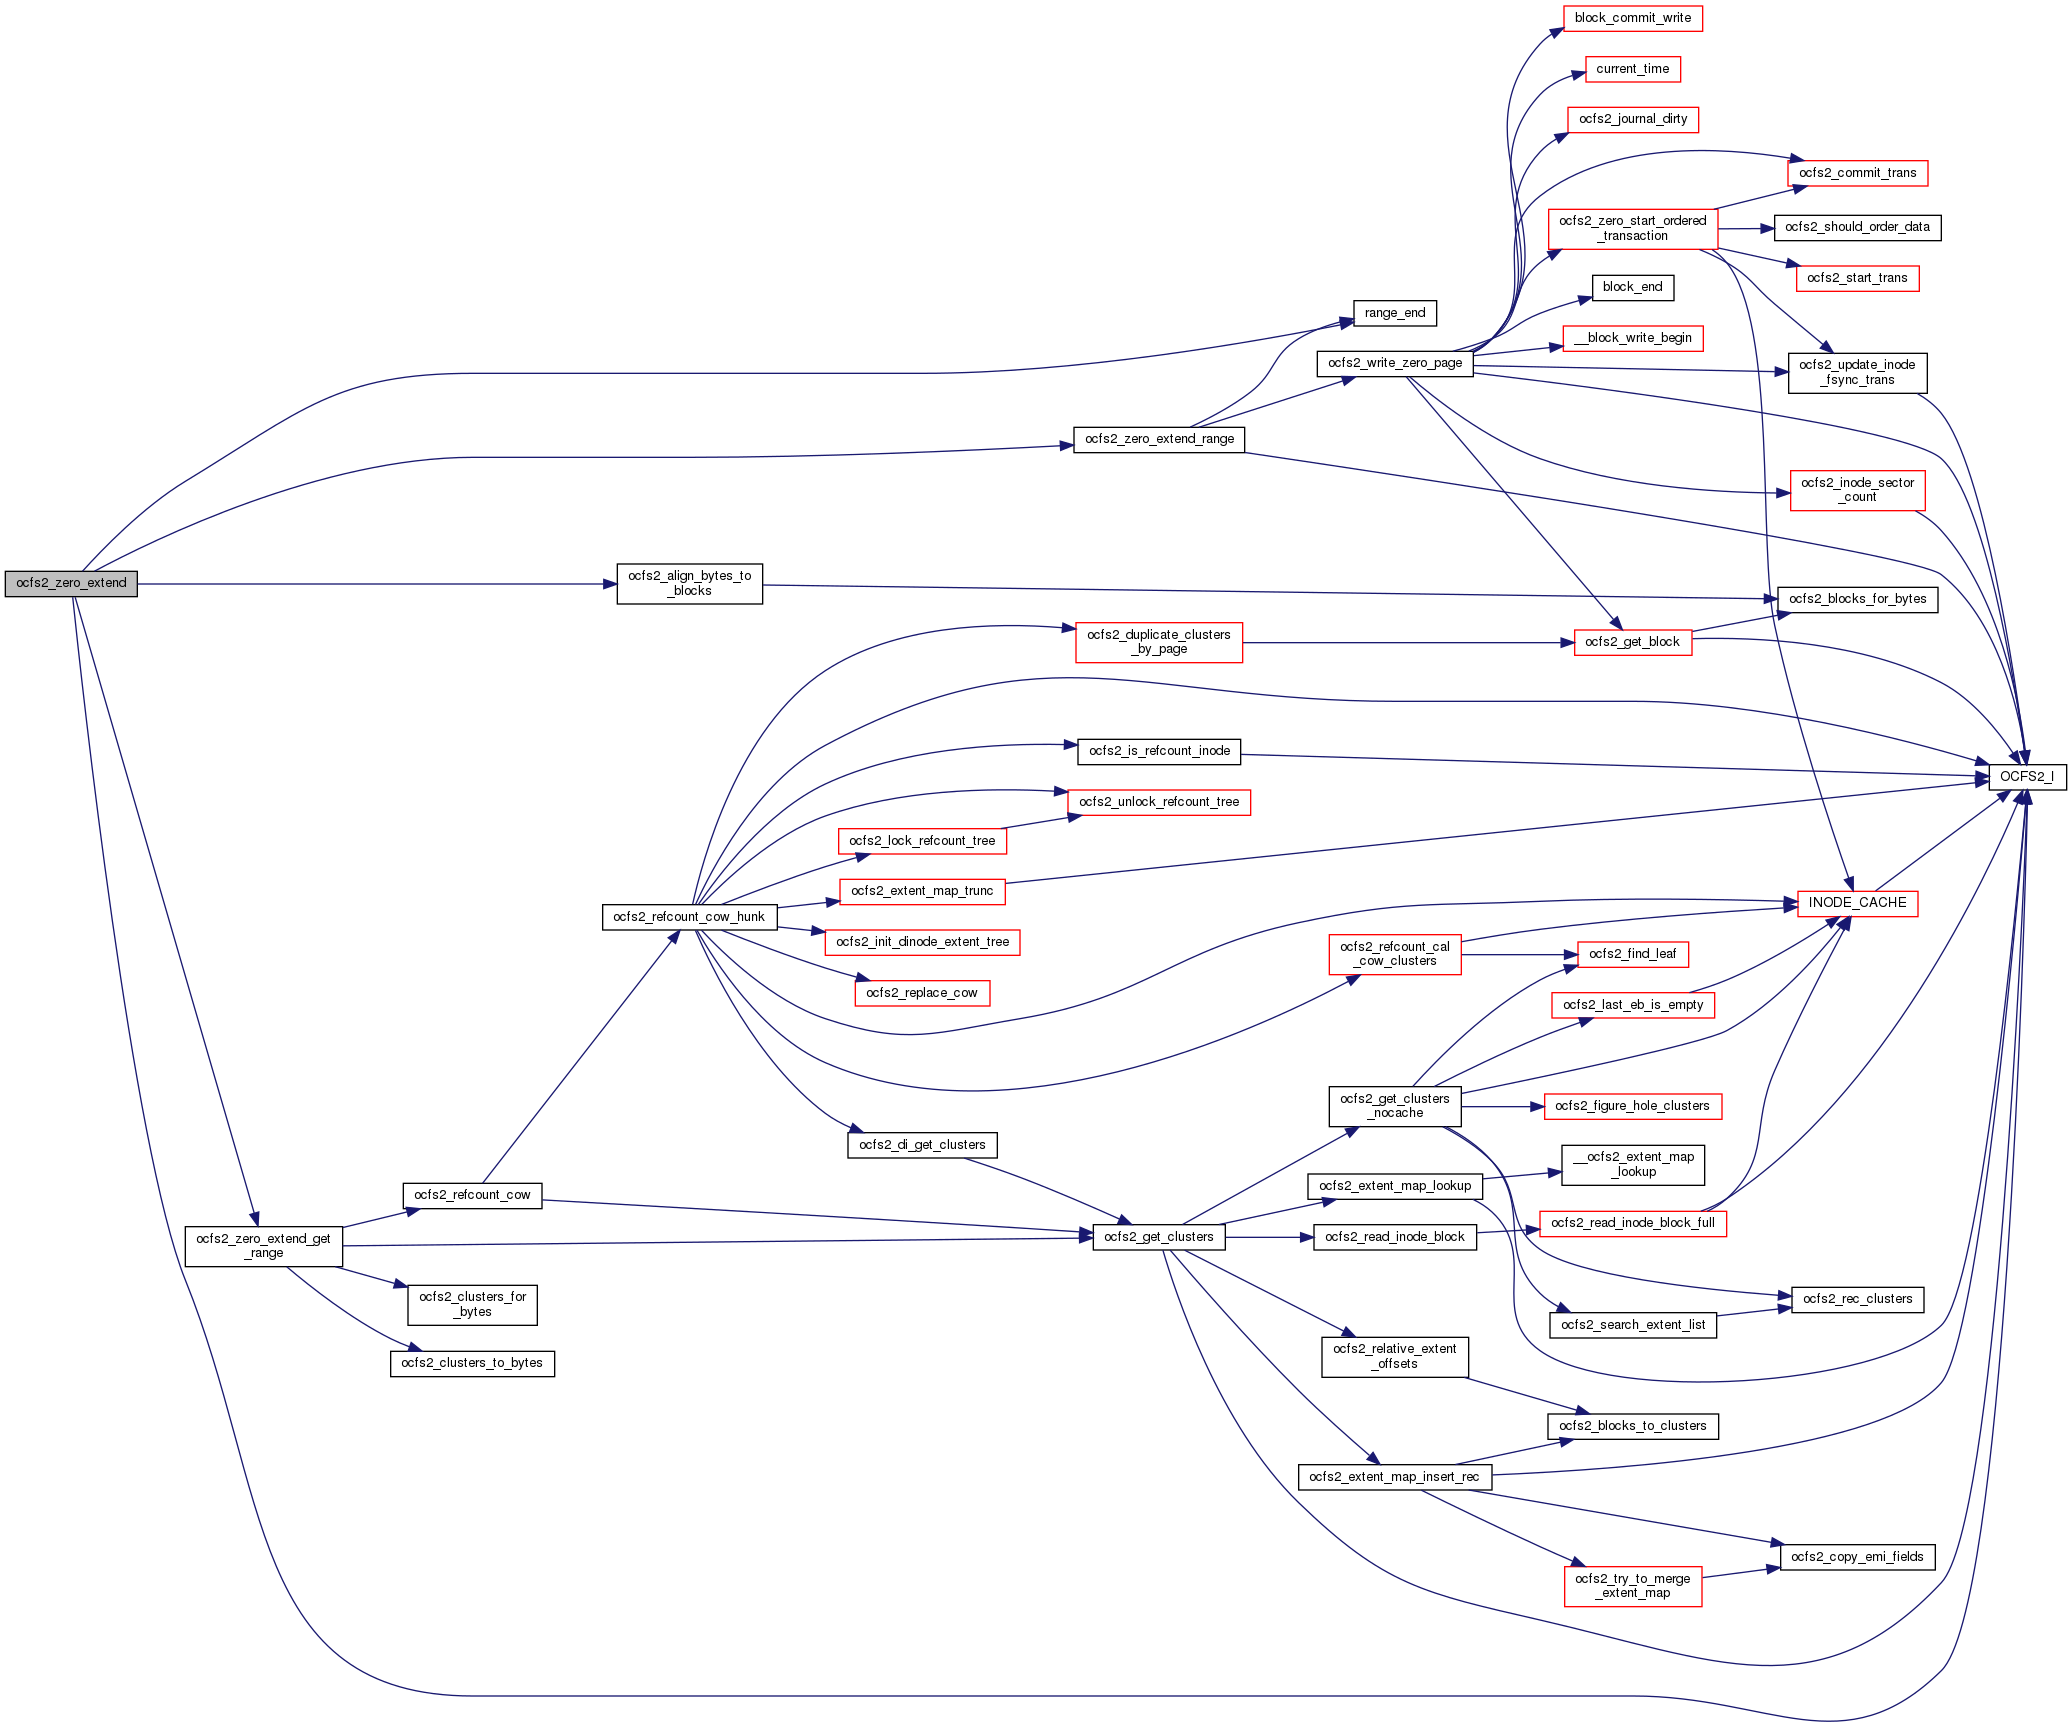 block_commit_write
current_time
ocfs2_journal_dirty
ocfs2_commit_trans
ocfs2_zero_start_ordered
_transaction
ocfs2_should_order_data
ocfs2_start_trans
block_end
range_end
__block_write_begin
ocfs2_write_zero_page
ocfs2_update_inode
_fsync_trans
ocfs2_zero_extend_range
ocfs2_inode_sector
_count
ocfs2_zero_extend
ocfs2_align_bytes_to
_blocks
ocfs2_blocks_for_bytes
ocfs2_duplicate_clusters
_by_page
ocfs2_get_block
ocfs2_is_refcount_inode
OCFS2_I
ocfs2_unlock_refcount_tree
ocfs2_lock_refcount_tree
ocfs2_extent_map_trunc
INODE_CACHE
ocfs2_refcount_cow_hunk
ocfs2_init_dinode_extent_tree
ocfs2_refcount_cal
_cow_clusters
ocfs2_find_leaf
ocfs2_replace_cow
ocfs2_last_eb_is_empty
ocfs2_get_clusters
_nocache
ocfs2_figure_hole_clusters
ocfs2_di_get_clusters
__ocfs2_extent_map
_lookup
ocfs2_refcount_cow
ocfs2_extent_map_lookup
ocfs2_read_inode_block_full
ocfs2_zero_extend_get
_range
ocfs2_get_clusters
ocfs2_read_inode_block
ocfs2_clusters_for
_bytes
ocfs2_rec_clusters
ocfs2_search_extent_list
ocfs2_clusters_to_bytes
ocfs2_relative_extent
_offsets
ocfs2_blocks_to_clusters
ocfs2_extent_map_insert_rec
ocfs2_copy_emi_fields
ocfs2_try_to_merge
_extent_map